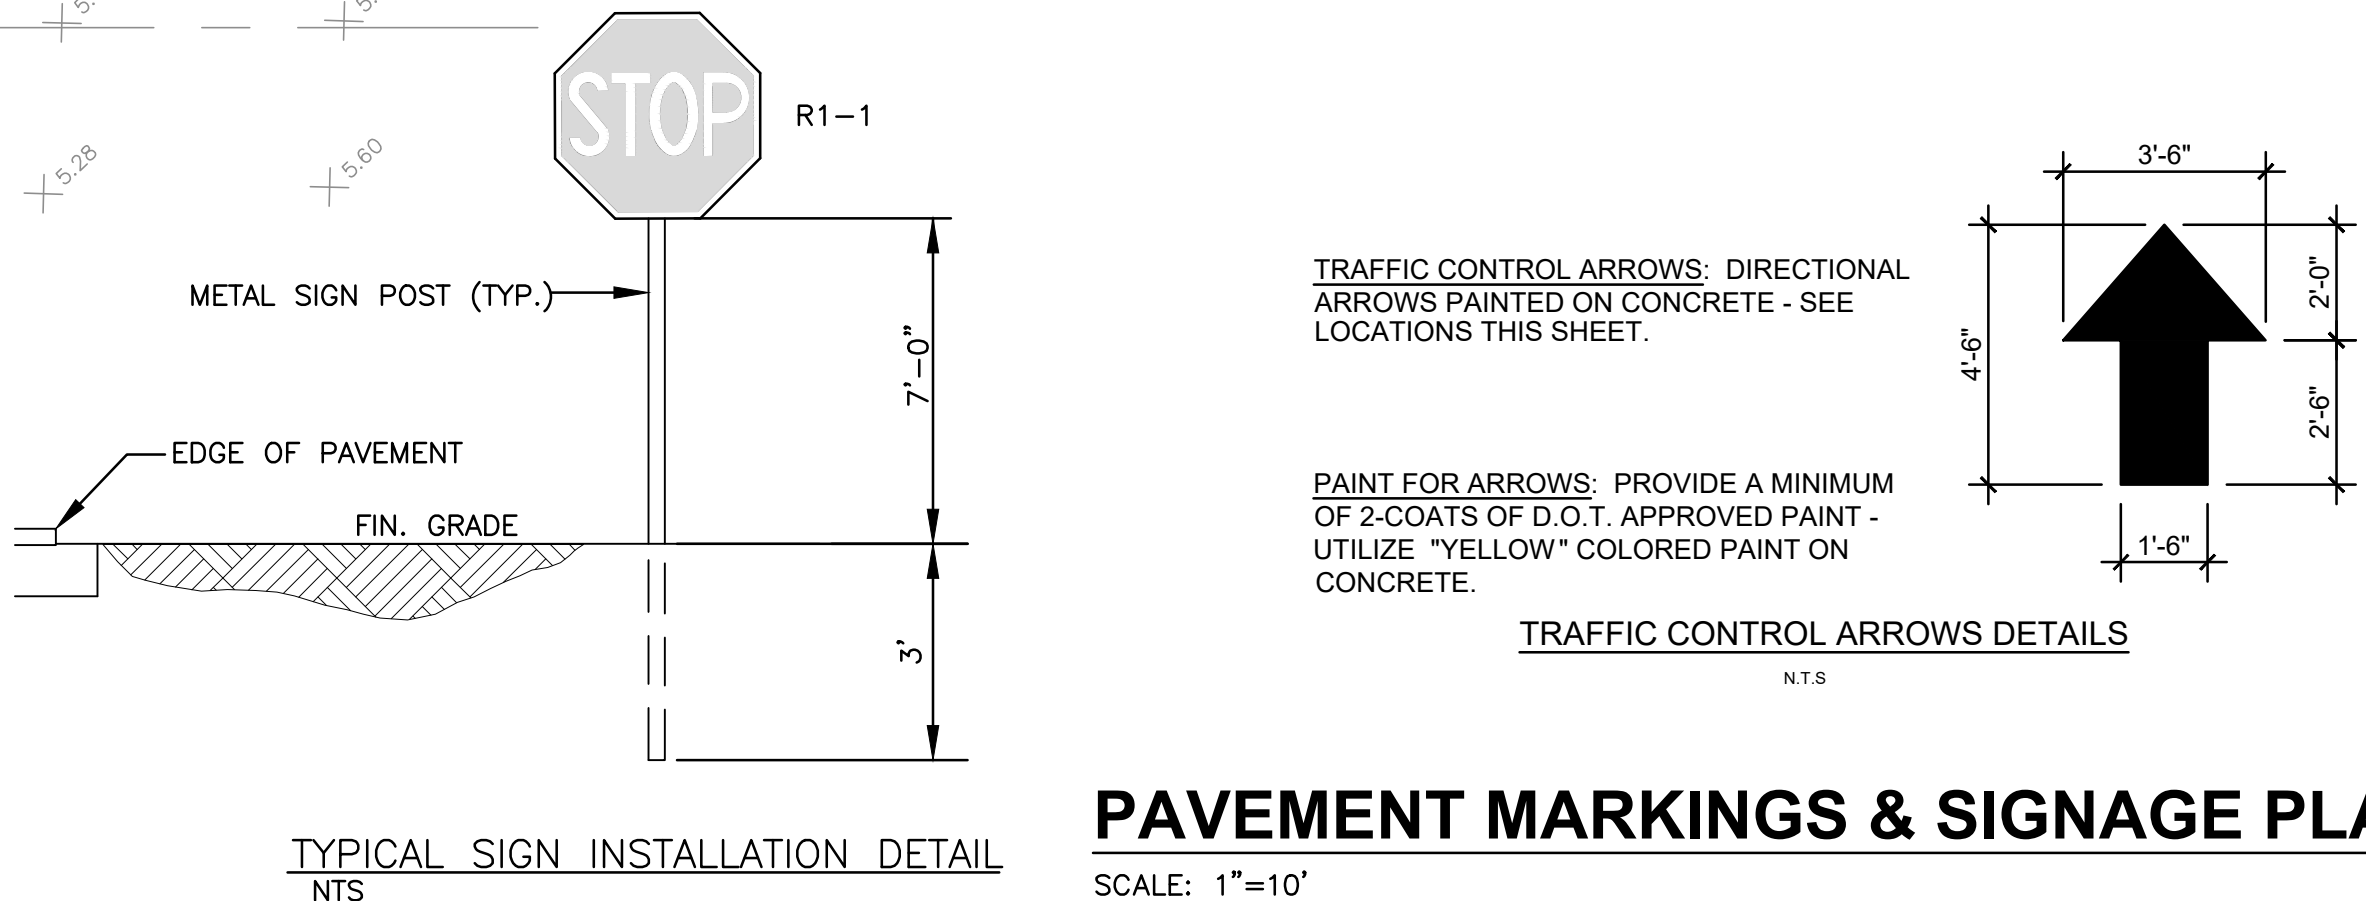 5.28
5.60
STOP
R1-1
METAL SIGN POST (TYP.)
7'-0"
EDGE OF PAVEMENT
FIN. GRADE
3'
TYPICAL SIGN INSTALLATION DETAIL
NTS
TRAFFIC CONTROL ARROWS: DIRECTIONAL
ARROWS PAINTED ON CONCRETE - SEE
LOCATIONS THIS SHEET.
PAINT FOR ARROWS: PROVIDE A MINIMUM
OF 2-COATS OF D.O.T. APPROVED PAINT -
UTILIZE "YELLOW" COLORED PAINT ON
CONCRETE.
3'-6"
4'-6"
2'-0"
2'-6"
1'-6"
TRAFFIC CONTROL ARROWS DETAILS
N.T.S
PAVEMENT MARKINGS & SIGNAGE
SCALE: 1"=10'